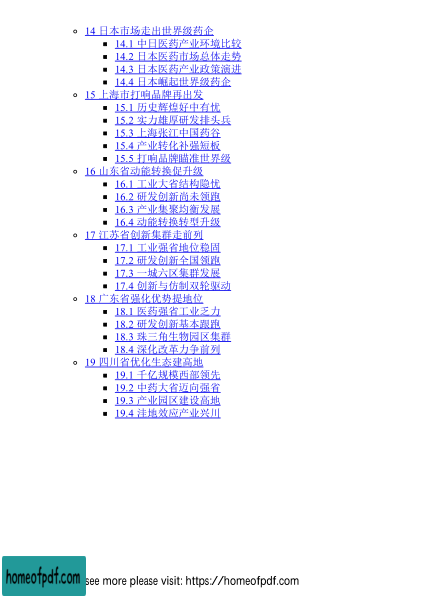 14 日本市场走出世界级药企
14.1 中日医药产业环境比较
14.2 日本医药市场总体走势
14.3 日本医药产业政策演进
14.4 日本崛起世界级药企
15 上海市打响品牌再出发
15.1 历史辉煌好中有忧
15.2 实力雄厚研发排头兵
15.3 上海张江中国药谷
15.4 产业转化补强短板
15.5 打响品牌瞄准世界级
16 山东省动能转换促升级
16.1 工业大省结构隐忧
16.2 研发创新尚未领跑
16.3 产业集聚均衡发展
16.4 动能转换转型升级
17 江苏省创新集群走前列
17.1 工业强省地位稳固
17.2 研发创新全国领跑
17.3 一城六区集群发展
17.4 创新与仿制双轮驱动
18 广东省强化优势提地位
18.1 医药强省工业乏力
18.2 研发创新基本跟跑
18.3 珠三角生物园区集群
18.4 深化改革力争前列
19 四川省优化生态建高地
19.1 千亿规模西部领先
19.2 中药大省迈向强省
19.3 产业园区建设高地
19.4 洼地效应产业兴川
homeofpdf.com
see more please visit: https://homeofpdf.com